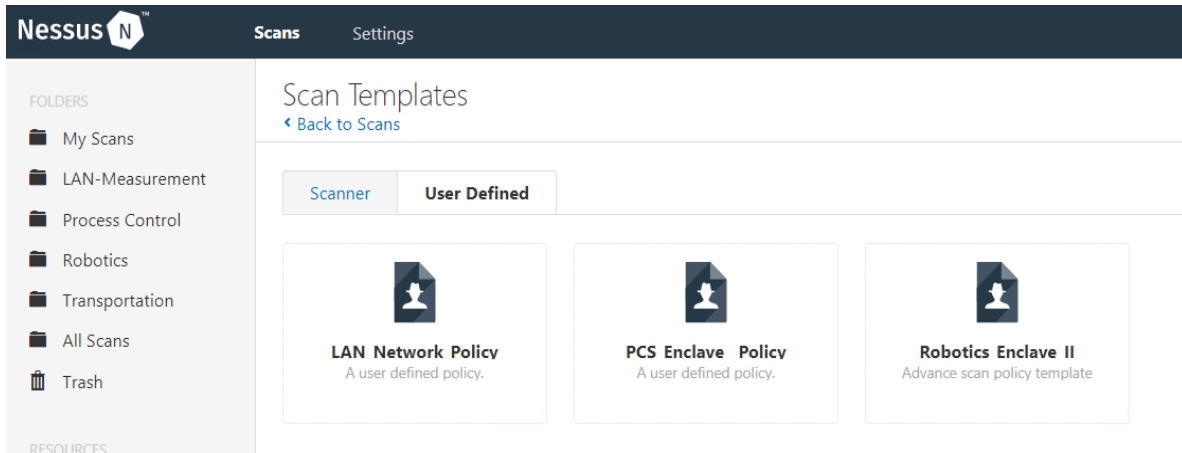 Nessus N ™
Scans Settings
FOLDERS
My Scans
LAN-Measurement
Process Control
Robotics
Transportation
All Scans
Trash
RESOURCES
Scan Templates
Back to Scans
Scanner User Defined
LAN Network Policy
A user defined policy.
PCS Enclave Policy
A user defined policy.
Robotics Enclave II
Advance scan policy template